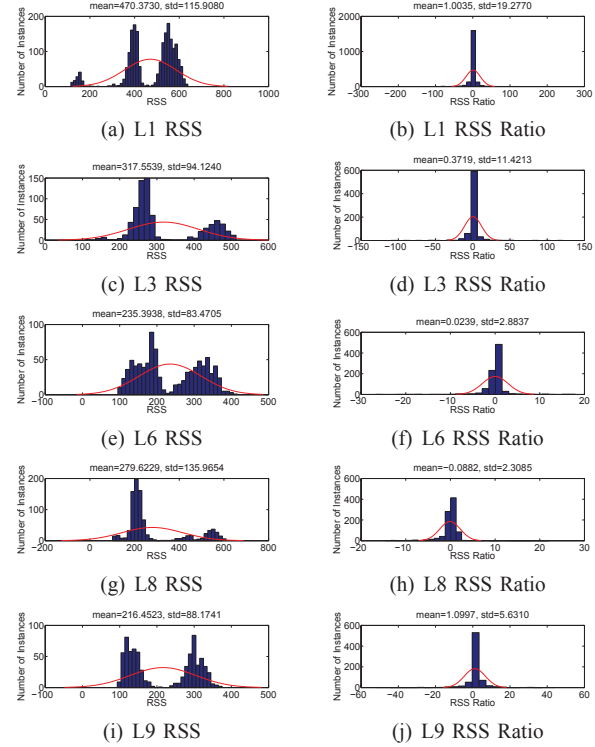 mean=470.3730, std=115.9080
Number of Instances
200
100
0
0 200 400 600 800 1000
RSS
(a) L1 RSS
mean=1.0035, std=19.2770
Number of Instances
2000
1000
0
−300 −200 −100 0 100 200 300
RSS Ratio
(b) L1 RSS Ratio
mean=317.5539, std=94.1240
Number of Instances
150
100
50
0
−100 0 100 200 300 400 500 600
RSS
(c) L3 RSS
mean=0.3719, std=11.4213
Number of Instances
600
400
200
0
−150 −100 −50 0 50 100 150
RSS Ratio
(d) L3 RSS Ratio
mean=235.3938, std=83.4705
Number of Instances
100
50
0
−100 0 100 200 300 400 500
RSS
(e) L6 RSS
mean=0.0239, std=2.8837
Number of Instances
600
400
200
0
−30 −20 −10 0 10 20
RSS Ratio
(f) L6 RSS Ratio
mean=279.6229, std=135.9654
Number of Instances
200
100
0
−200 0 200 400 600 800
RSS
(g) L8 RSS
mean=−0.0882, std=2.3085
Number of Instances
600
400
200
0
−20 −10 0 10 20 30
RSS Ratio
(h) L8 RSS Ratio
mean=216.4523, std=88.1741
Number of Instances
100
50
0
−100 0 100 200 300 400 500
RSS
(i) L9 RSS
mean=1.0997, std=5.6310
Number of Instances
600
400
200
0
−60 −40 −20 0 20 40 60
RSS Ratio
(j) L9 RSS Ratio